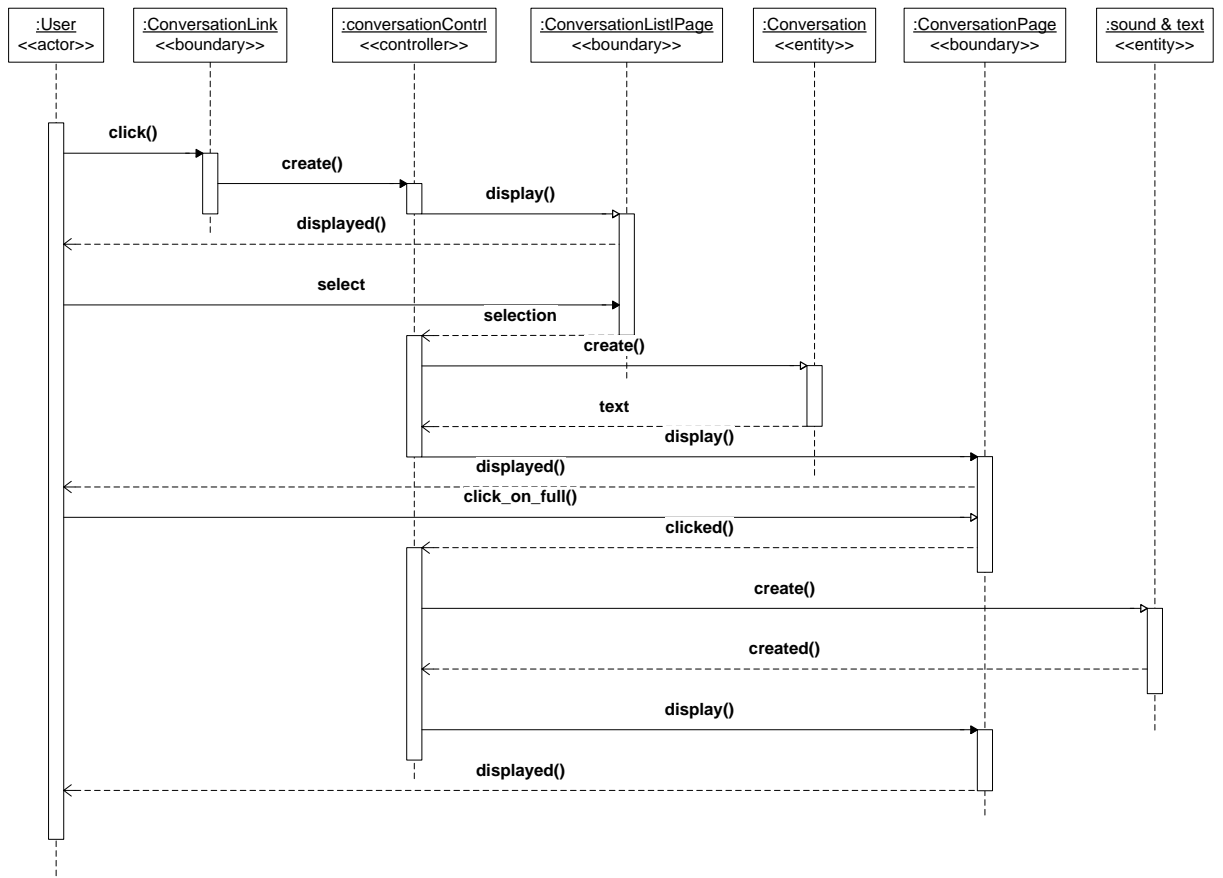 :User
<<actor>>
:ConversationLink
<<boundary>>
:conversationContrl
<<controller>>
:ConversationListlPage
<<boundary>>
:Conversation
<<entity>>
:ConversationPage
<<boundary>>
:sound & text
<<entity>>
click()
create()
display()
displayed()
select
selection
create()
text
display()
displayed()
click_on_full()
clicked()
create()
created()
display()
displayed()